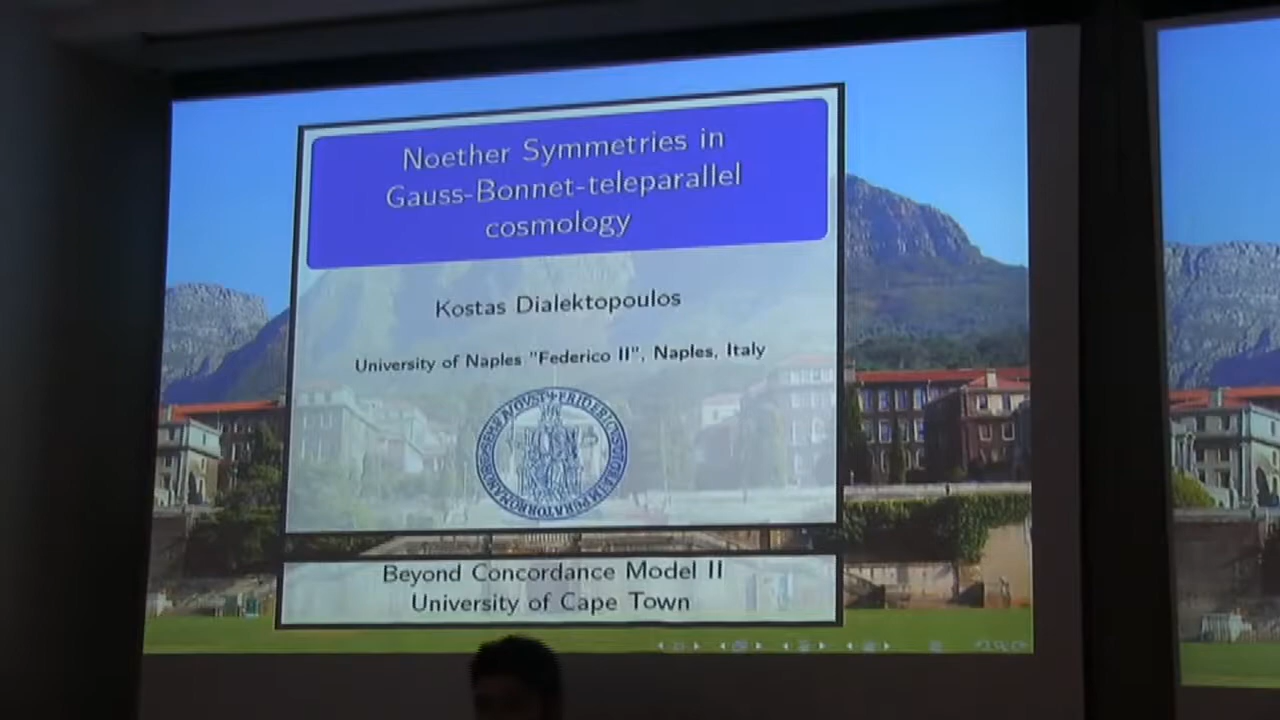 Noether Symmetries in
Gauss-Bonnet-teleparallel
cosmology
Kostas Dialektopoulos
University of Naples "Federico II", Naples, Italy
Beyond Concordance Model II
University of Cape Town